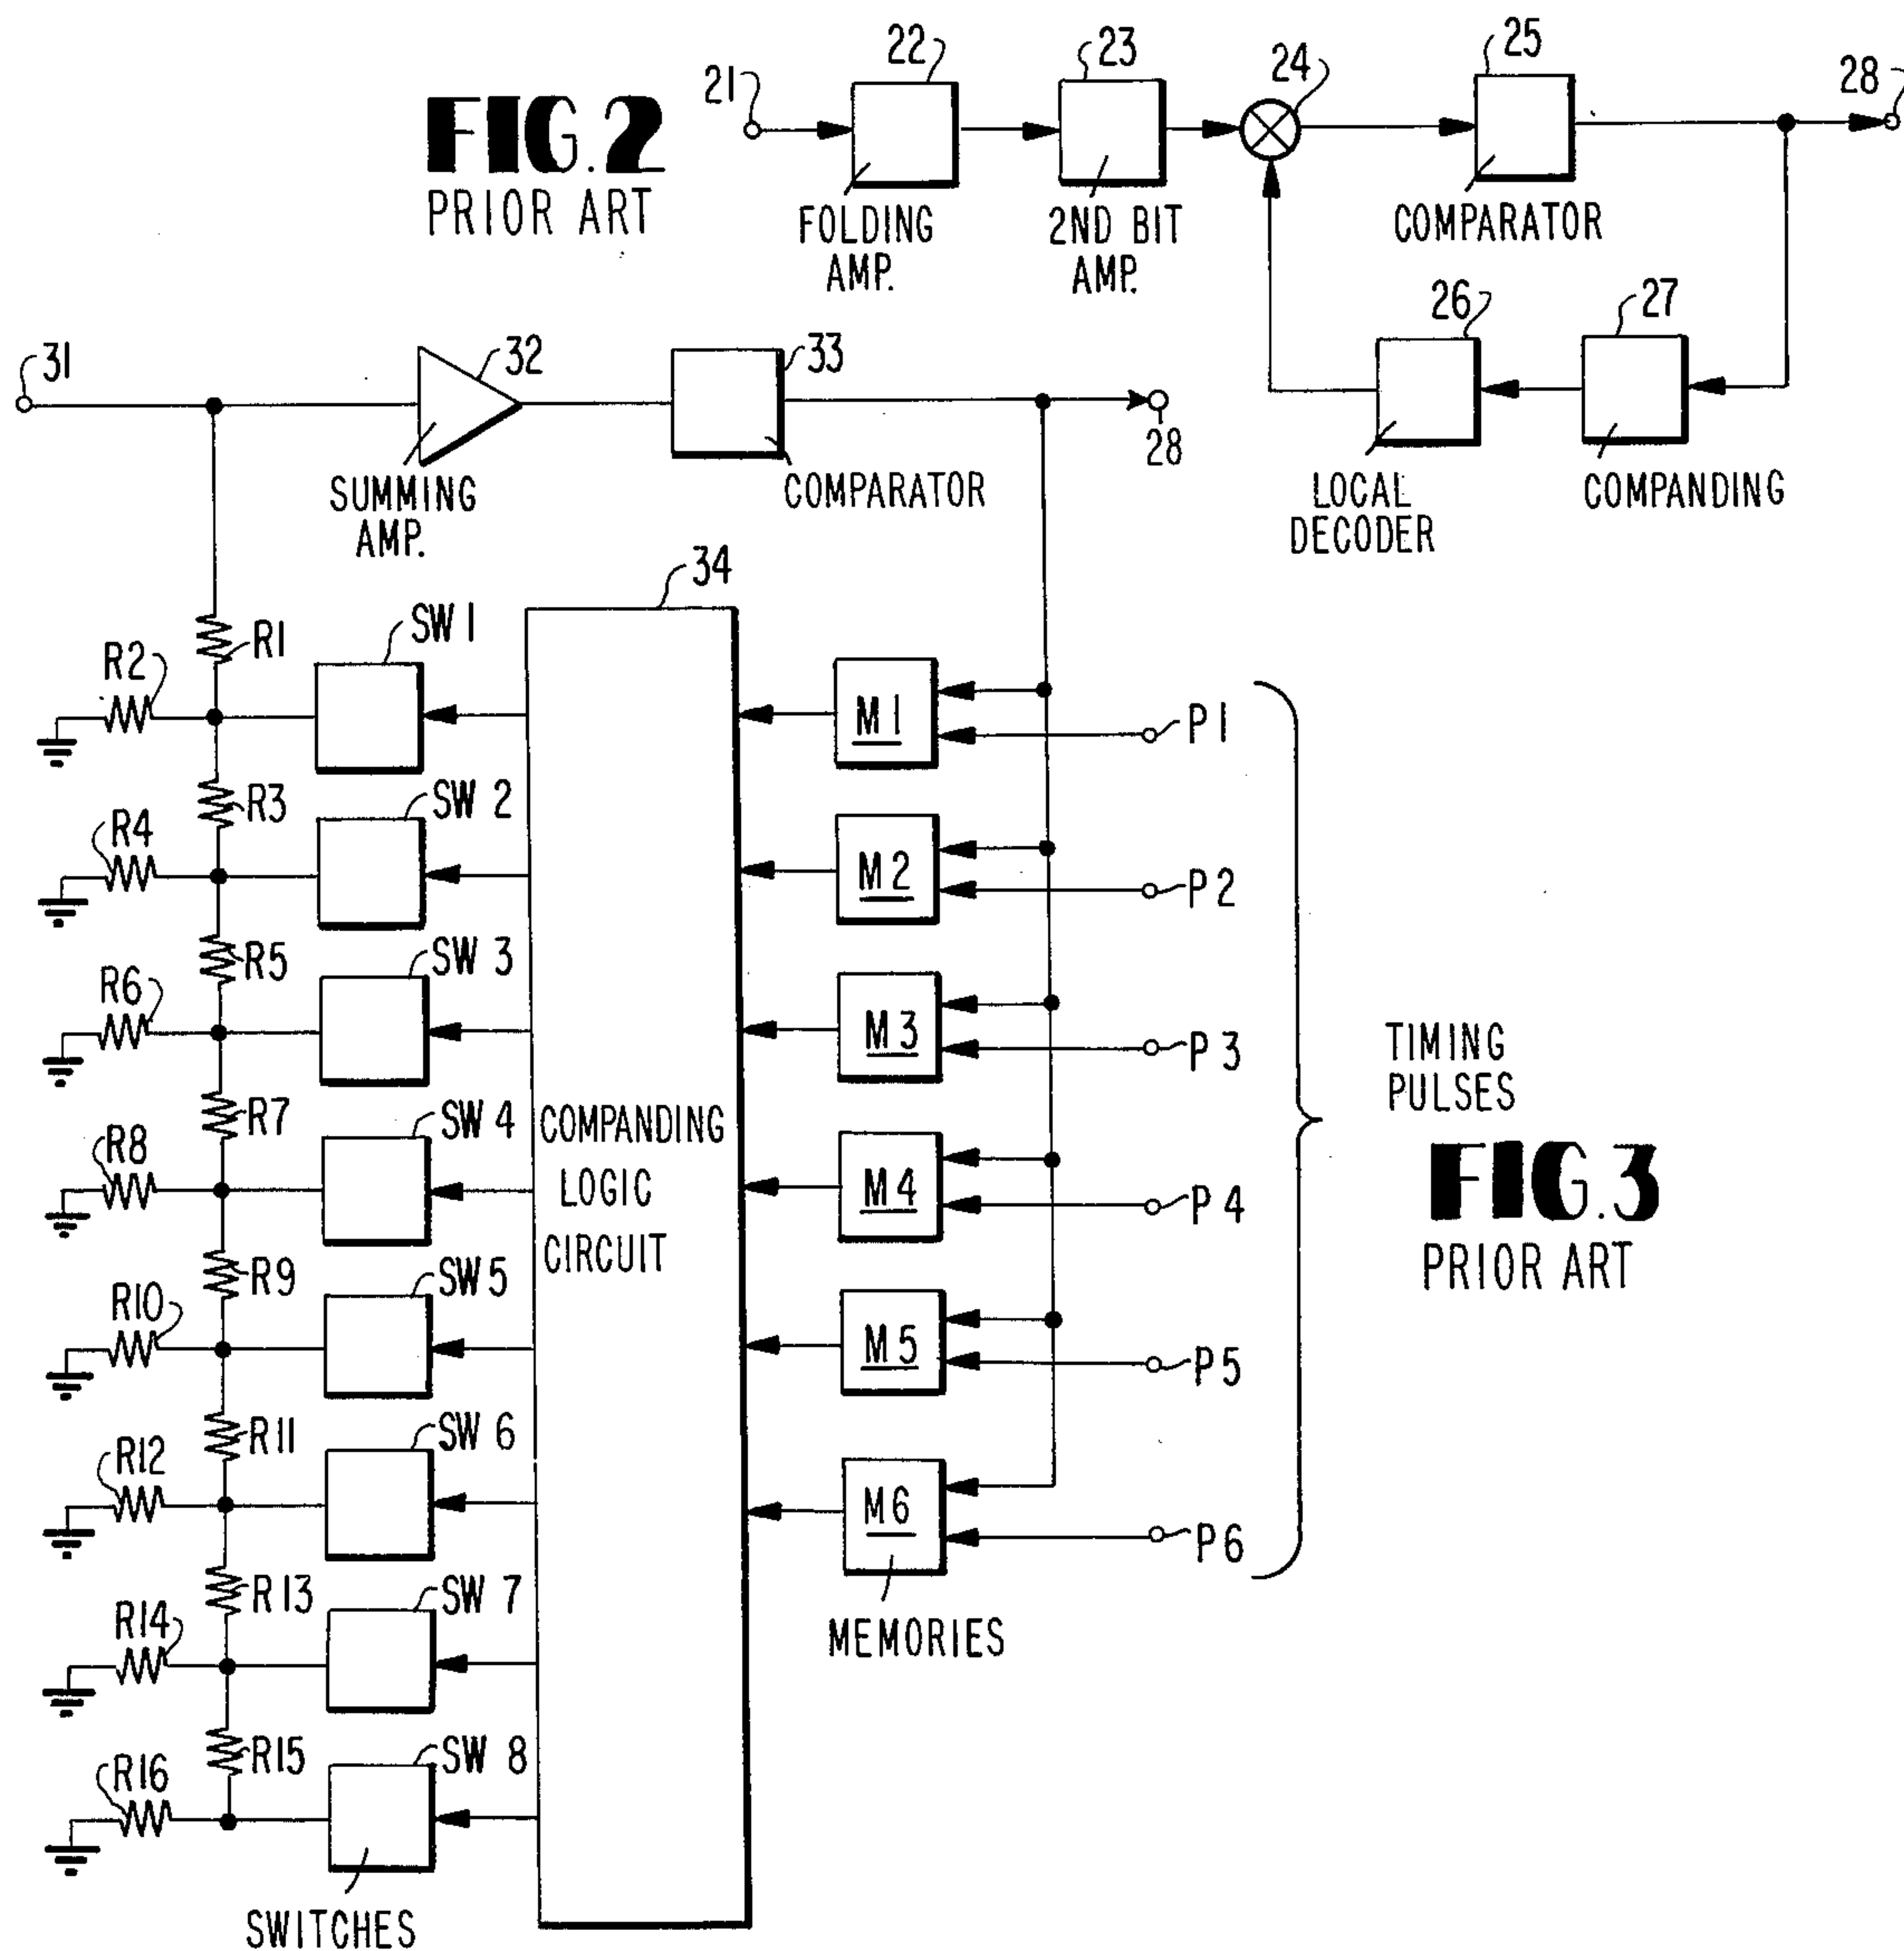 FIG.2
PRIOR ART
21
22
23
24
25
28
FOLDING
AMP.
2ND BIT
AMP.
COMPARATOR
26
27
LOCAL
DECODER
COMPANDING
31
32
33
28
SUMMING
AMP.
COMPARATOR
34
R1
R2
SW 1
M1
P1
R3
R4
SW 2
M2
P2
R5
R6
SW 3
M3
P3
R7
R8
SW 4
M4
P4
COMPANDING
LOGIC
CIRCUIT
R9
R10
SW 5
M5
P5
R11
R12
SW 6
M6
P6
R13
R14
SW 7
MEMORIES
R15
R16
SW 8
SWITCHES
TIMING
PULSES
FIG.3
PRIOR ART